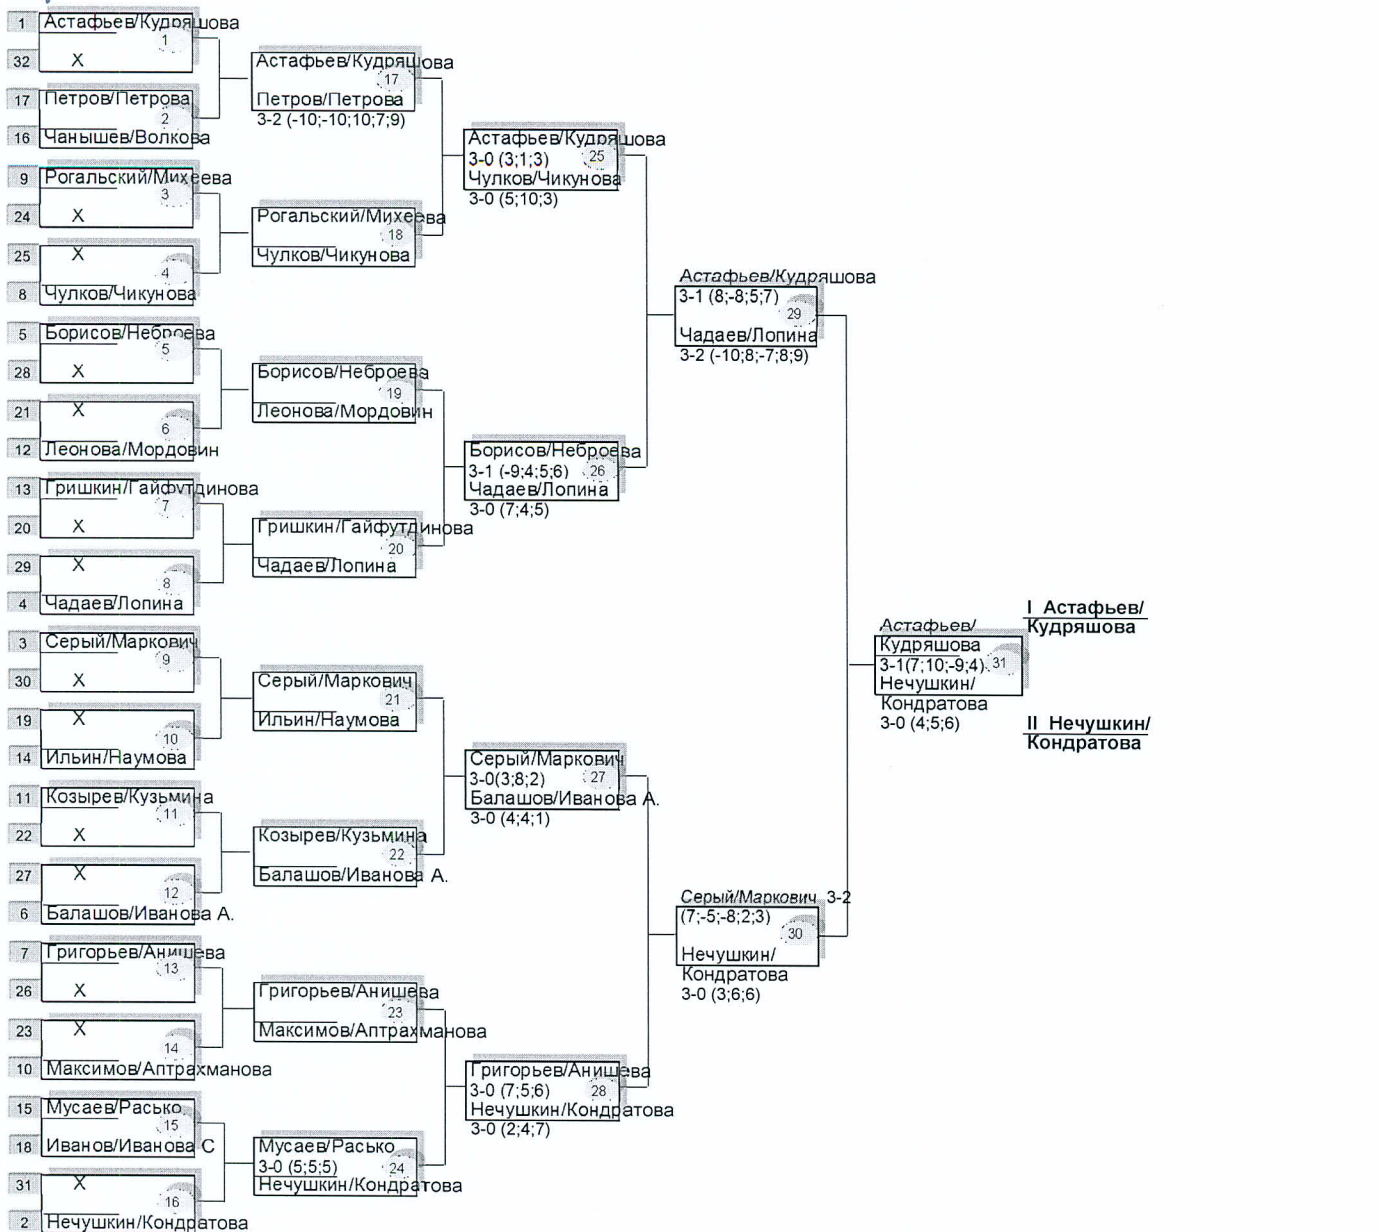 1 Астафьев/Кудряшова
1
32 X
17 Петров/Петрова
2
16 Чанышев/Волкова
9 Рогальский/Михеева
3
24 X
25 X
4
8 Чулков/Чикунова
5 Борисов/Неброева
5
28 X
21 X
6
12 Леонова/Мордовин
13 Гришкин/Гайфутдинова
7
20 X
29 X
8
4 Чадаев/Лопина
3 Серый/Маркович
9
30 X
19 X
10
14 Ильин/Наумова
11 Козырев/Кузьмина
11
22 X
27 X
12
6 Балашов/Иванова А.
7 Григорьев/Анишева
13
26 X
23 X
14
10 Максимов/Аптрахманова
15 Мусаев/Расько
15
18 Иванов/Иванова С
31 X
16
2 Нечушкин/Кондратова
Астафьев/Кудряшова
17
Петров/Петрова
3-2 (-10;-10;10;7;9)
Рогальский/Михеева
18
Чулков/Чикунова
Борисов/Неброева
19
Леонова/Мордовин
Гришкин/Гайфутдинова
20
Чадаев/Лопина
Серый/Маркович
21
Ильин/Наумова
Козырев/Кузьмина
22
Балашов/Иванова А.
Григорьев/Анишева
23
Максимов/Аптрахманова
Мусаев/Расько
3-0 (5;5;5) 24
Нечушкин/Кондратова
Астафьев/Кудряшова
3-0 (3;1;3) 25
Чулков/Чикунова
3-0 (5;10;3)
Борисов/Неброева
3-1 (-9;4;5;6) 26
Чадаев/Лопина
3-0 (7;4;5)
Серый/Маркович
3-0(3;8;2) 27
Балашов/Иванова А.
3-0 (4;4;1)
Григорьев/Анишева
3-0 (7;5;6) 28
Нечушкин/Кондратова
3-0 (2;4;7)
Астафьев/Кудряшова
3-1 (8;-8;5;7)
29
Чадаев/Лопина
3-2 (-10;8;-7;8;9)
Серый/Маркович 3-2
(7;-5;-8;2;3)
30
Нечушкин/
Кондратова
3-0 (3;6;6)
Астафьев/
Кудряшова
3-1(7;10;-9;4) 31
Нечушкин/
Кондратова
3-0 (4;5;6)
I Астафьев/
Кудряшова
II Нечушкин/
Кондратова